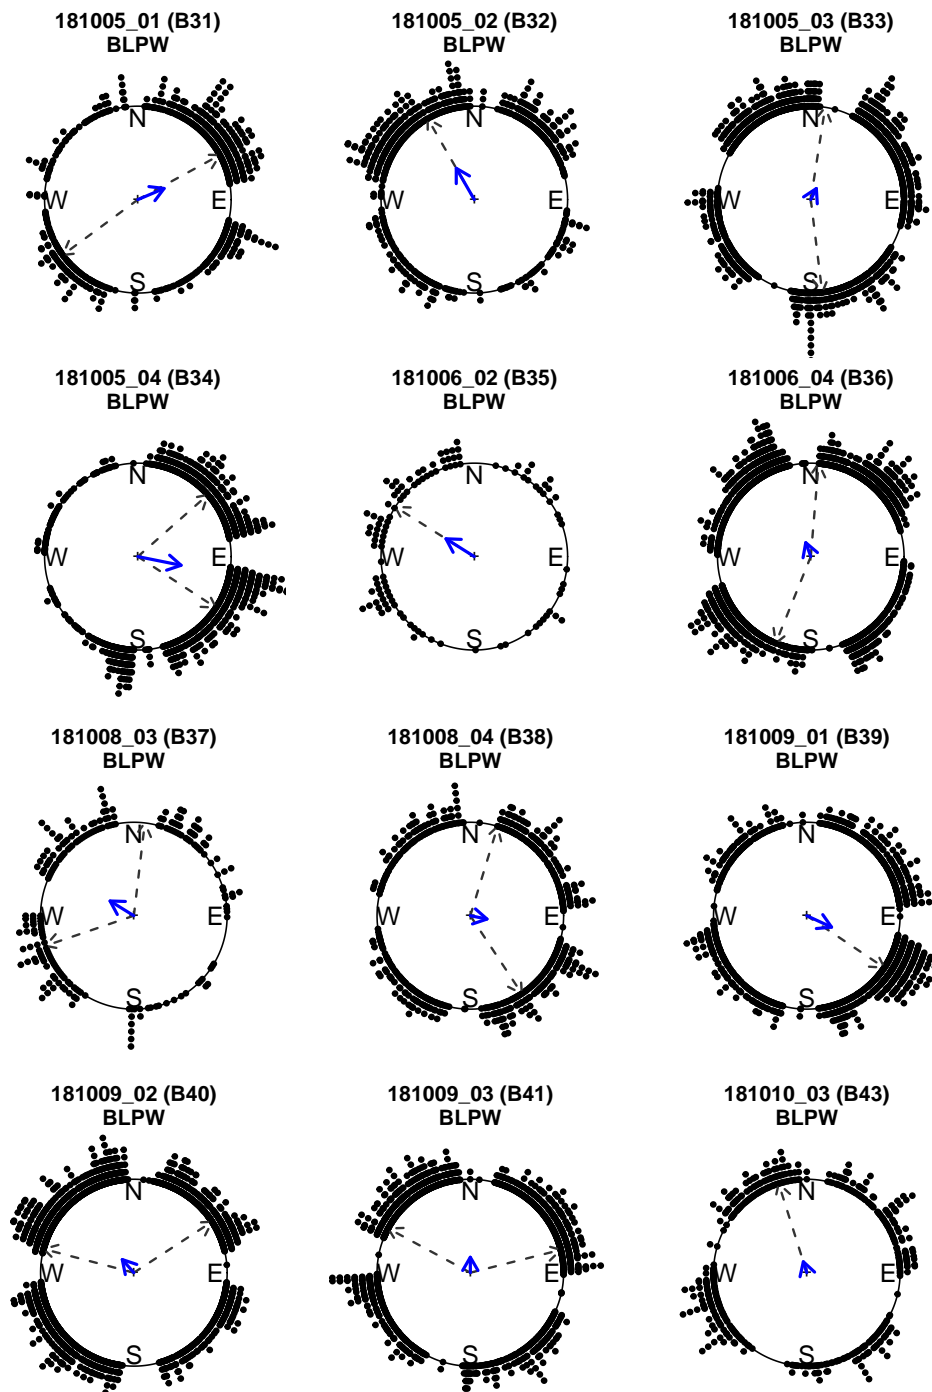 181005_01 (B31)
BLPW
N
W
E
S
181005_02 (B32)
BLPW
N
W
E
S
181005_03 (B33)
BLPW
N
W
E
S
181005_04 (B34)
BLPW
N
W
E
S
181006_02 (B35)
BLPW
N
W
E
S
181006_04 (B36)
BLPW
N
W
E
S
181008_03 (B37)
BLPW
N
W
E
S
181008_04 (B38)
BLPW
N
W
E
S
181009_01 (B39)
BLPW
N
W
E
S
181009_02 (B40)
BLPW
N
W
E
S
181009_03 (B41)
BLPW
N
W
E
S
181010_03 (B43)
BLPW
N
W
E
S